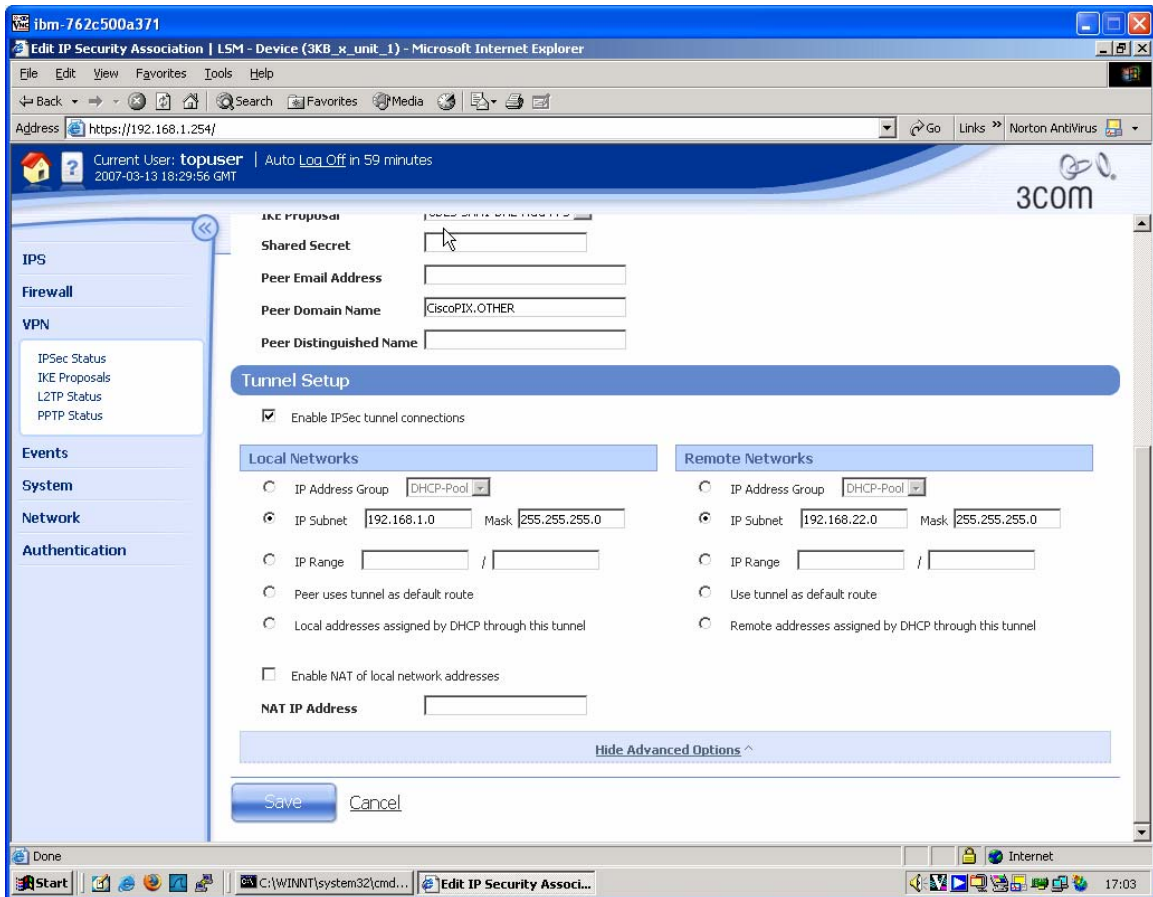 ibm-762c500a371
Edit IP Security Association | LSM - Device (3KB_x_unit_1) - Microsoft Internet Explorer
File Edit View Favorites Tools Help
Back Search Favorites Media
Address https://192.168.1.254/ Go Links » Norton AntiVirus
Current User: topuser | Auto Log Off in 59 minutes
2007-03-13 18:29:56 GMT
3COM
IKE Proposal
Shared Secret
IPS
Peer Email Address
Firewall
Peer Domain Name CiscoPIX.OTHER
VPN
Peer Distinguished Name
IPSec Status
IKE Proposals
L2TP Status
PPTP Status
Tunnel Setup
Enable IPSec tunnel connections
Events
System
Network
Authentication
Local Networks Remote Networks
IP Address Group DHCP-Pool IP Address Group DHCP-Pool
IP Subnet 192.168.1.0 Mask 255.255.255.0 IP Subnet 192.168.22.0 Mask 255.255.255.0
IP Range / IP Range /
Peer uses tunnel as default route Use tunnel as default route
Local addresses assigned by DHCP through this tunnel Remote addresses assigned by DHCP through this tunnel
Enable NAT of local network addresses
NAT IP Address
Hide Advanced Options ^
Save Cancel
Done Internet
Start C:\WINNT\system32\cmd... Edit IP Security Associ... 17:03